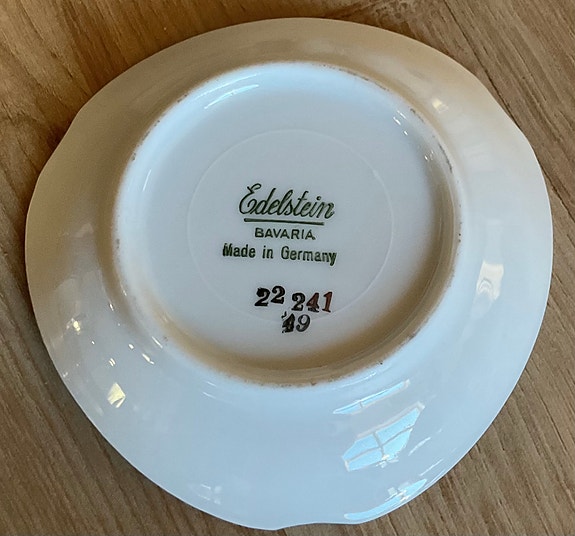 Edelstein
BAVARIA
Made in Germany
22 241
49